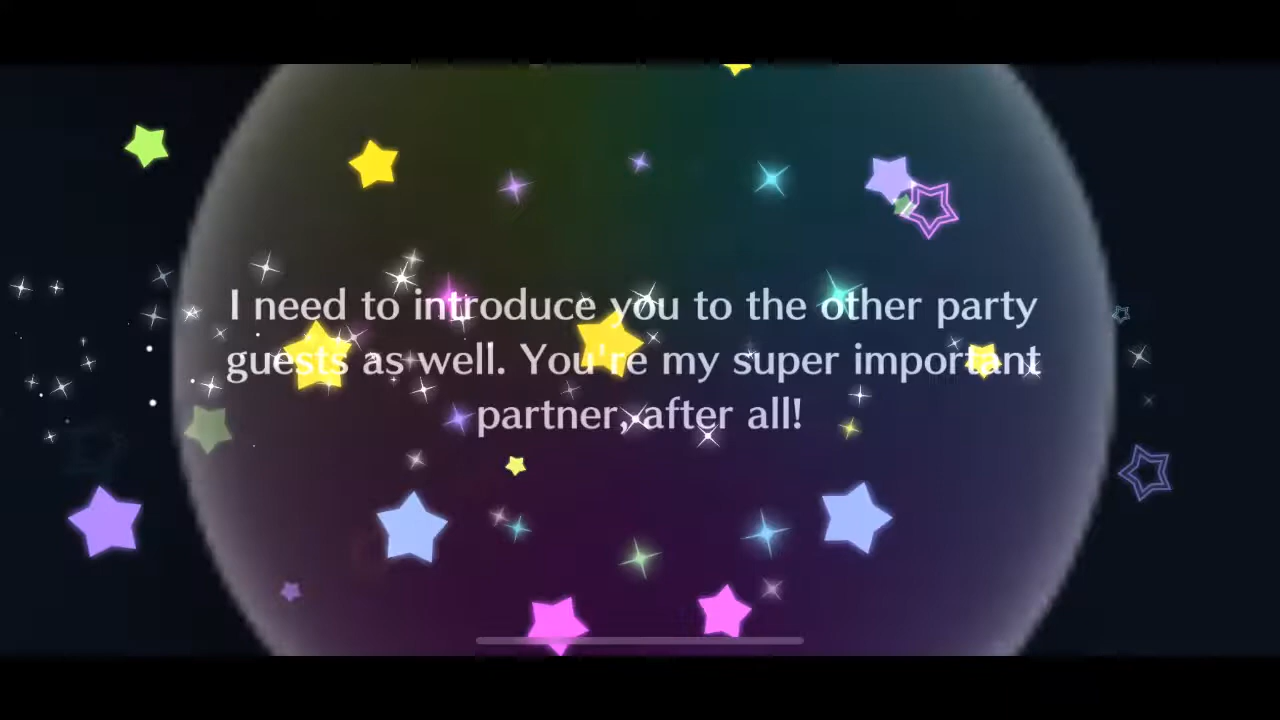 I need to introduce you to the other party
guests as well. You're my super important
partner, after all!